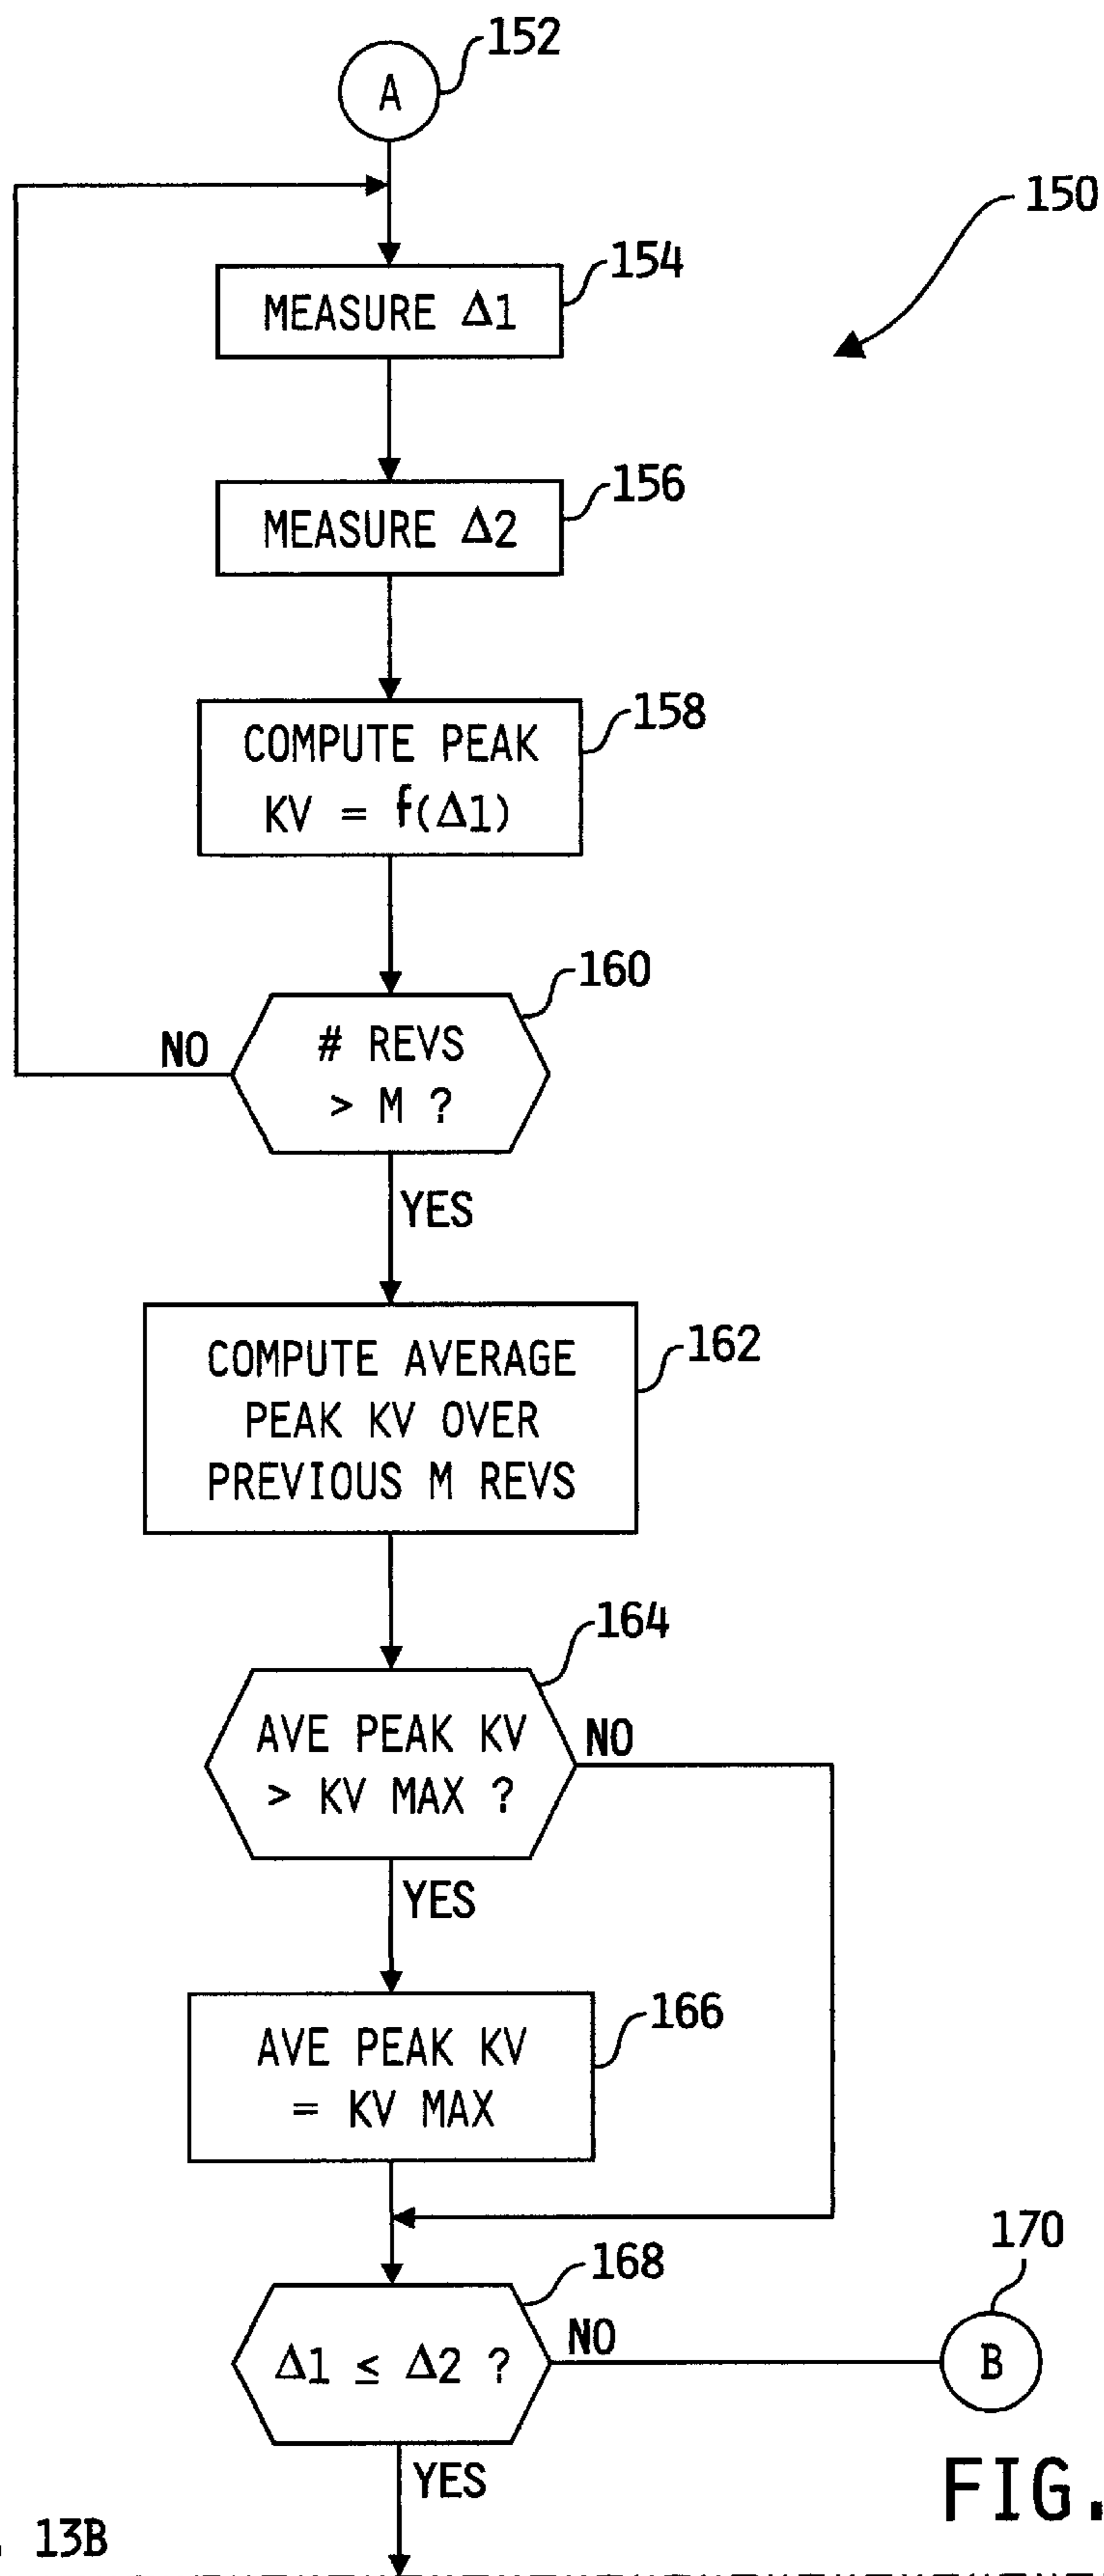 152
A
150
154
MEASURE Δ1
156
MEASURE Δ2
158
COMPUTE PEAK
KV = f(Δ1)
160
# REVS
> M ?
NO
YES
162
COMPUTE AVERAGE
PEAK KV OVER
PREVIOUS M REVS
164
AVE PEAK KV
> KV MAX ?
NO
YES
166
AVE PEAK KV
= KV MAX
168
Δ1 ≤ Δ2 ?
NO
170
B
YES
FIG.
. 13B